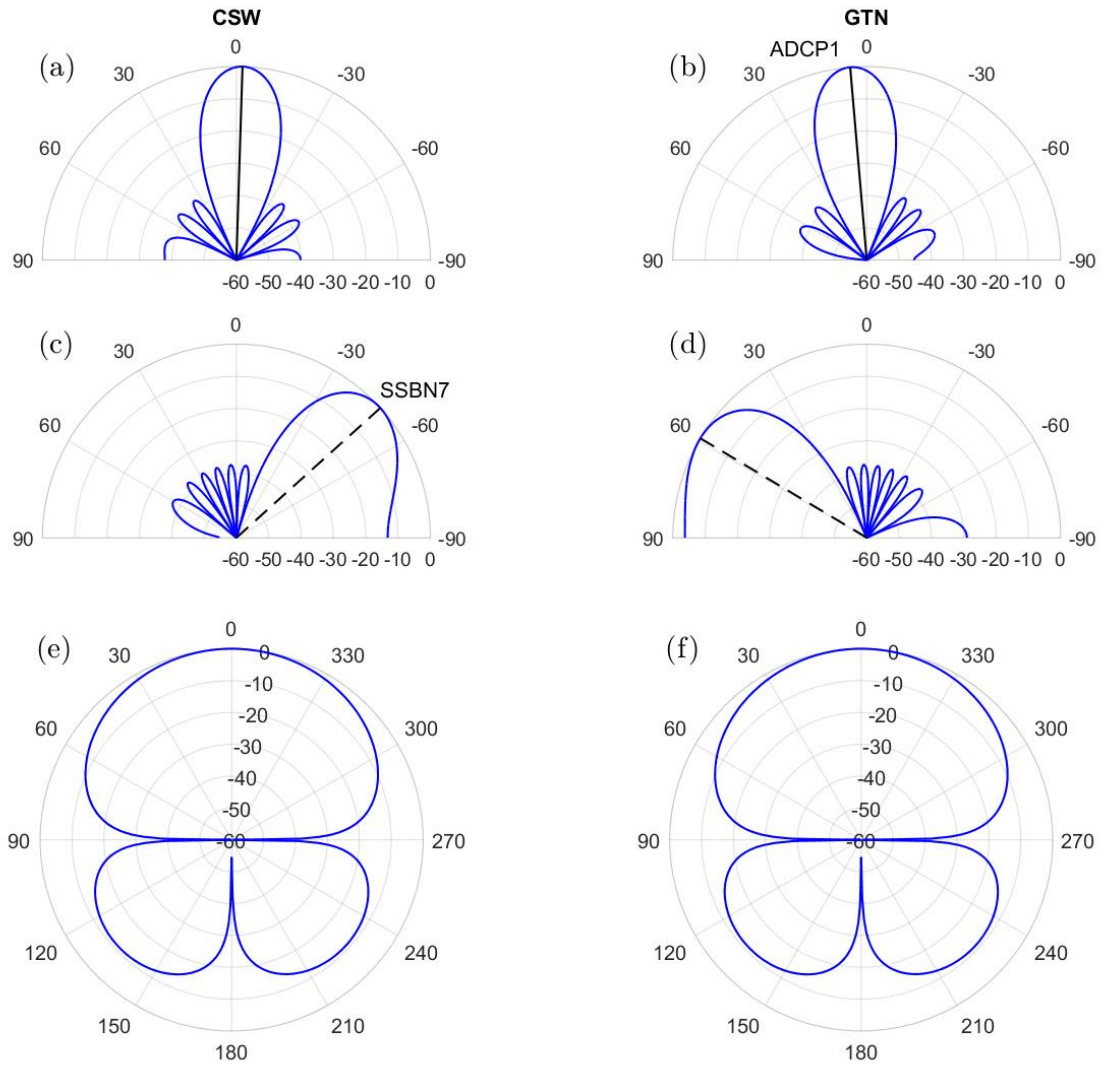 CSW GTN
(a) 0 (b) ADCP1 0
30 -30 30 -30
60 -60 60 -60
90 -90 90 -90
-60 -50 -40 -30 -20 -10 0 -60 -50 -40 -30 -20 -10 0
(c) 0 (d) 0
30 -30 30 -30
SSBN7
60 -60 60 -60
90 -90 90 -90
-60 -50 -40 -30 -20 -10 0 -60 -50 -40 -30 -20 -10 0
(e) 0 (f) 0
30 0 330 30 0 330
-10 -10
60 -20 300 60 -20 300
-30 -30
-40 -40
-50 -50
90 -60 270 90 -60 270
120 240 120 240
150 210 150 210
180 180